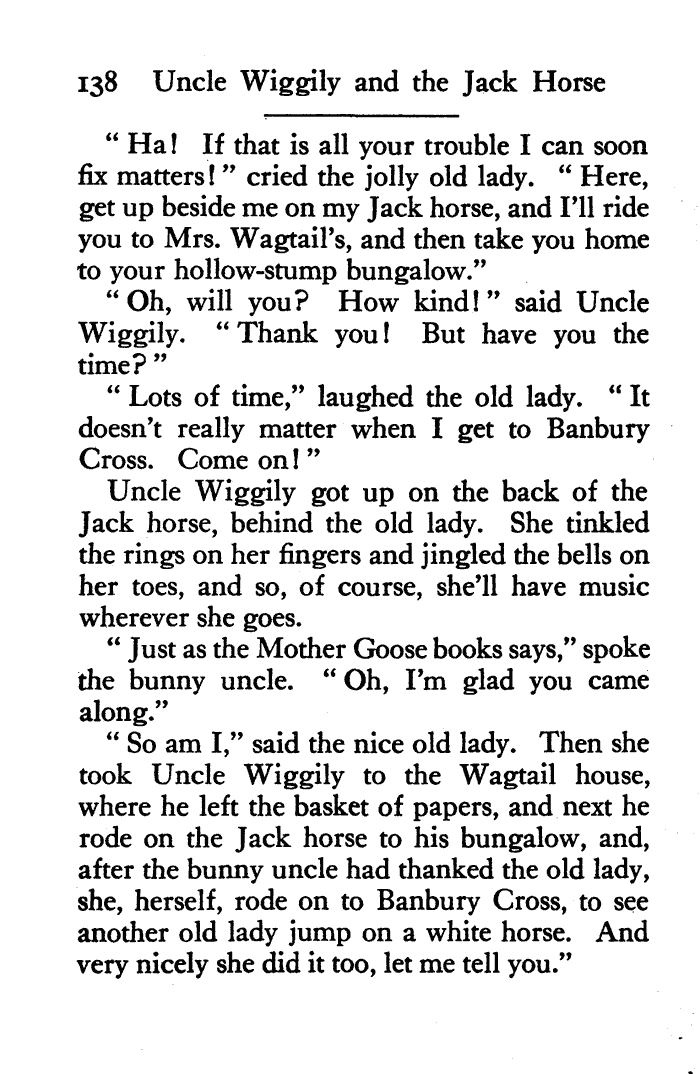 138 Uncle Wiggily and the Jack Horse
“ Ha! If that is all your trouble I can soon
fix matters! ” cried the jolly old lady. “ Here,
get up beside me on my Jack horse, and I’ll ride
you to Mrs. Wagtail’s, and then take you home
to your hollow-stump bungalow.”
“ Oh, will you? How kind! ” said Uncle
Wiggily. “ Thank you! But have you the
time? ”
“ Lots of time,” laughed the old lady. “ It
doesn’t really matter when I get to Banbury
Cross. Come on! ”
Uncle Wiggily got up on the back of the
Jack horse, behind the old lady. She tinkled
the rings on her fingers and jingled the bells on
her toes, and so, of course, she’ll have music
wherever she goes.
“ Just as the Mother Goose books says,” spoke
the bunny uncle. “ Oh, I’m glad you came
along.”
“ So am I,” said the nice old lady. Then she
took Uncle Wiggily to the Wagtail house,
where he left the basket of papers, and next he
rode on the Jack horse to his bungalow, and,
after the bunny uncle had thanked the old lady,
she, herself, rode on to Banbury Cross, to see
another old lady jump on a white horse. And
very nicely she did it too, let me tell you.”